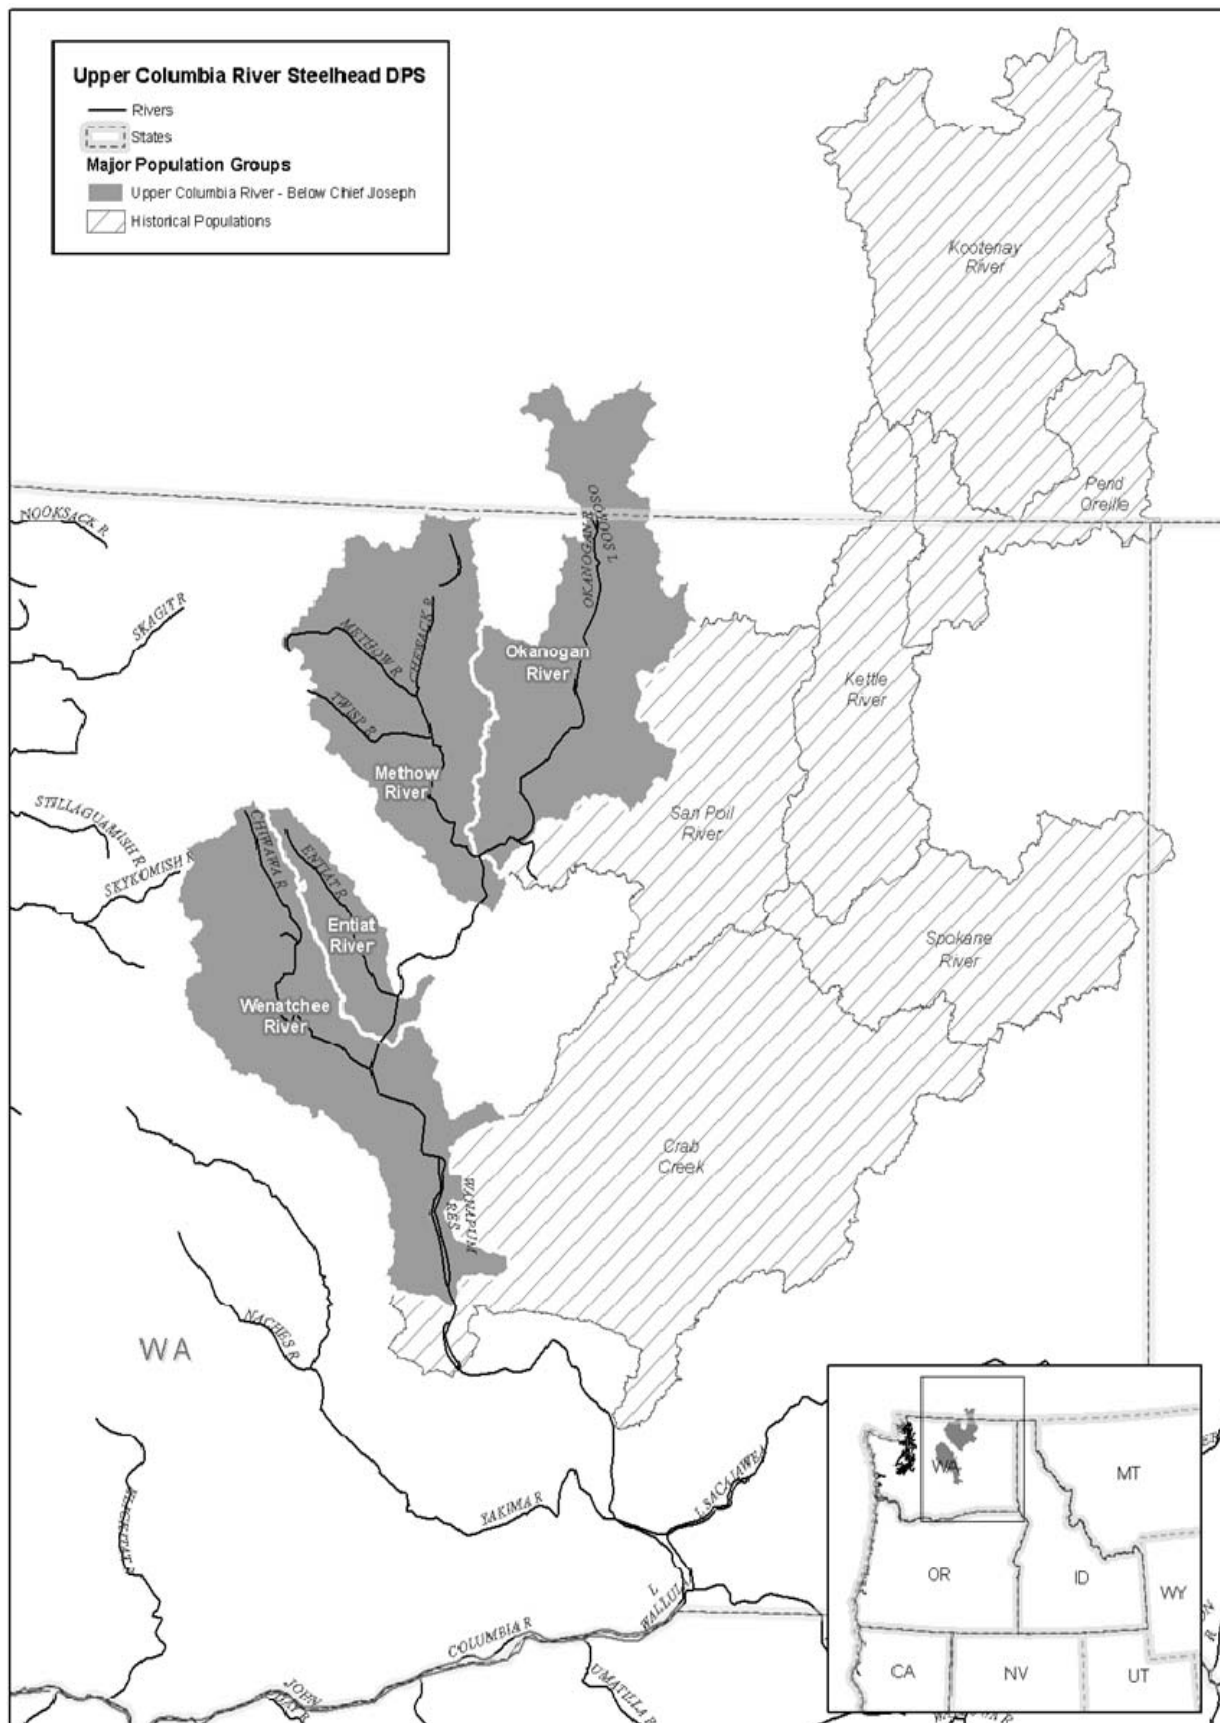 Upper Columbia River Steelhead DPS
Rivers
States
Major Population Groups
Upper Columbia River - Below Chief Joseph
Historical Populations
Kootenay
River
Pend
Oreille
NOOKSACK R
OSOYOOS L
OKANOGAN R
SKAGIT R
METHOW R
CHEWACK R
Okanogan
River
TWISP R
Kettle
River
Methow
River
San Poil
River
STILLAGUAMISH R
SKYKOMISH R
CHIWAWA R
ENTIAT R
Entiat
River
Spokane
River
Wenatchee
River
Crab
Creek
WANAPUM
RES
NACHES R
WA
KLICKITAT R
YAKIMA R
L SACAJAWEA
L
WALLULA
COLUMBIA R
JOHN
DAY R
UMATILLA R
WA
MT
OR
ID
WY
CA
NV
UT